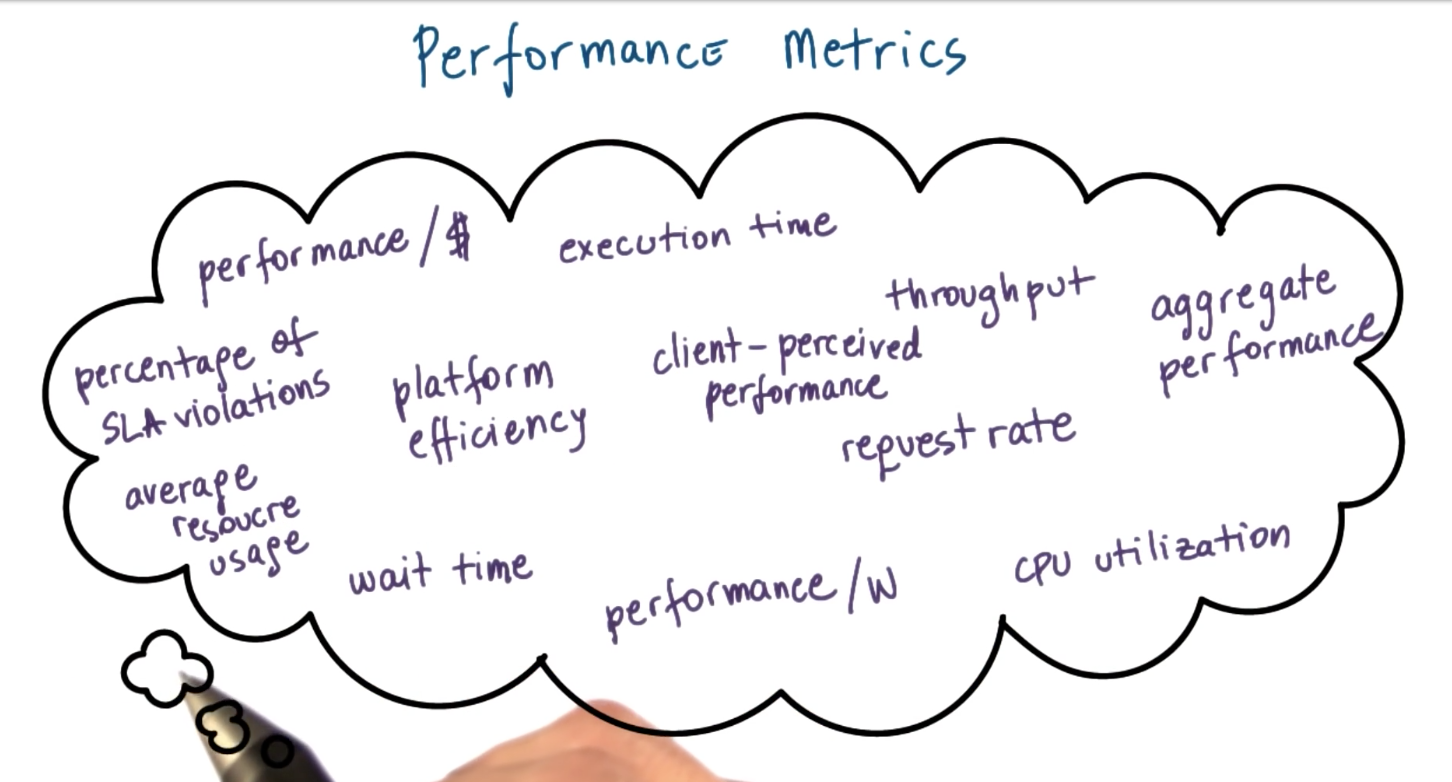 Performance Metrics
performance/$
execution time
throughput
aggregate
performance
percentage of
SLA violations
platform
efficiency
client-perceived
performance
request rate
average
resoucre
usage
wait time
performance/W
CPU utilization